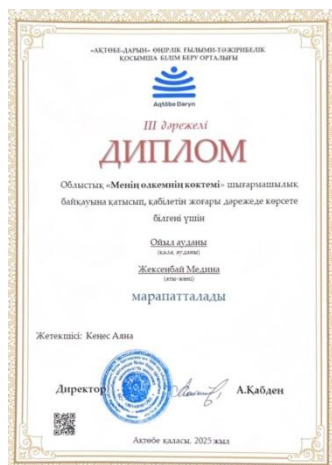 «АҚТӨБЕ-ДАРЫН» ӨҢІРЛІК ҒЫЛЫМИ-ТӘЖІРИБЕЛІК
ҚОСЫМША БІЛІМ БЕРУ ОРТАЛЫҒЫ
Aqtöbe Daryn
III дәрежелі
ДИПЛОМ
Облыстық «Менің өлкемнің көктемі» шығармашылық
байқауына қатысып, қабілетін жоғары дәрежеде көрсете
білгені үшін
Ойыл ауданы
(қала, ауданы)
Жексенбай Медина
(аты-жөні)
марапатталады
Жетекшісі: Кеңес Аяна
Директор А.Қабден
Ақтөбе қаласы, 2025 жыл